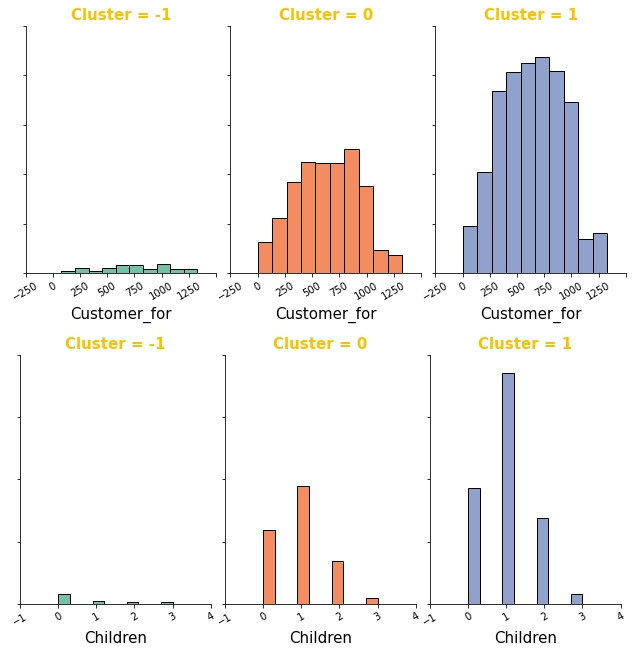 Cluster = -1 Cluster = 0 Cluster = 1
−250 0 250 500 750 1000 1250 −250 0 250 500 750 1000 1250 −250 0 250 500 750 1000 1250
Customer_for Customer_for Customer_for
Cluster = -1 Cluster = 0 Cluster = 1
−1 0 1 2 3 4 −1 0 1 2 3 4 −1 0 1 2 3 4
Children Children Children